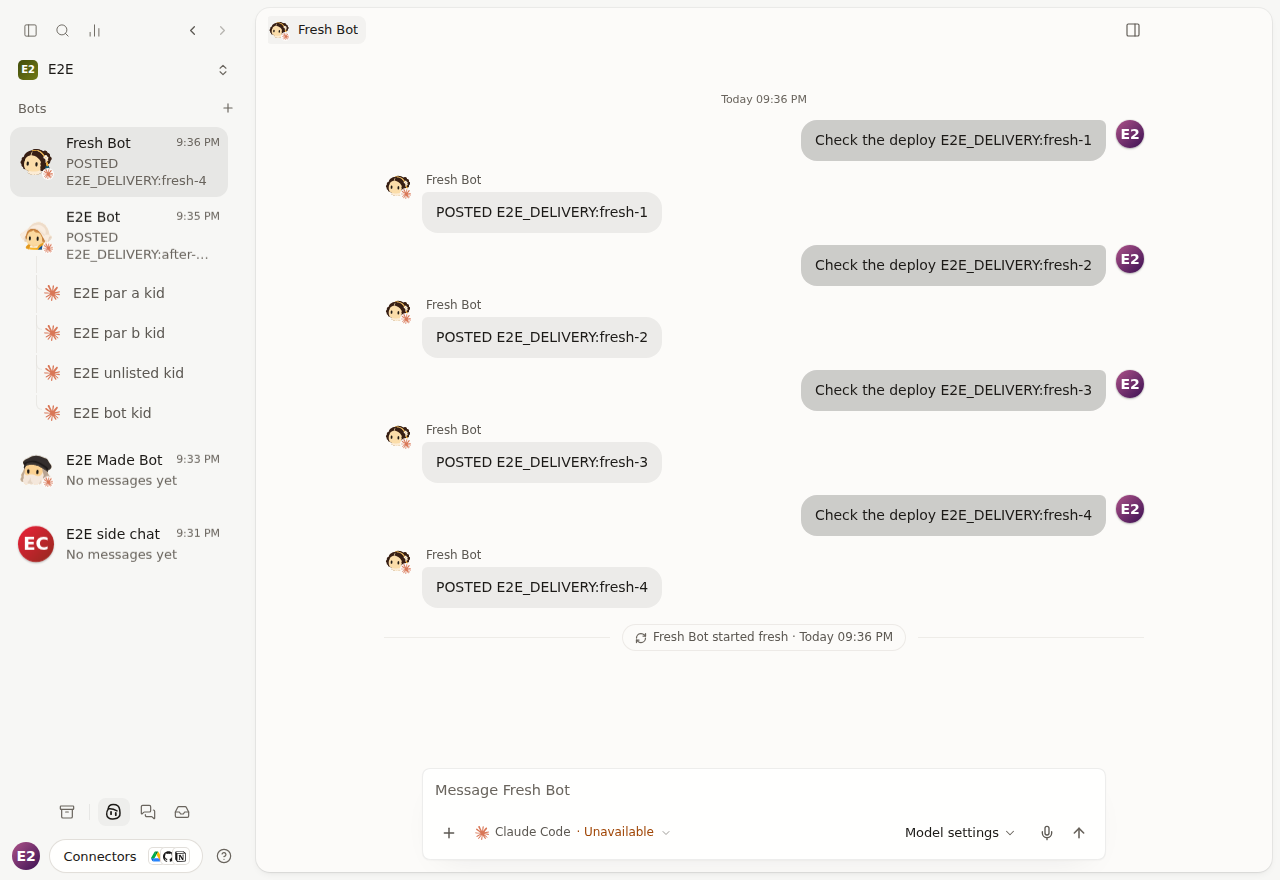 E2 E2E
Bots
Fresh Bot 9:36 PM
POSTED
E2E_DELIVERY:fresh-4
E2E Bot 9:35 PM
POSTED
E2E_DELIVERY:after-...
E2E par a kid
E2E par b kid
E2E unlisted kid
E2E bot kid
E2E Made Bot 9:33 PM
No messages yet
EC E2E side chat 9:31 PM
No messages yet
E2 Connectors
Fresh Bot
Today 09:36 PM
Check the deploy E2E_DELIVERY:fresh-1 E2
Fresh Bot
POSTED E2E_DELIVERY:fresh-1
Check the deploy E2E_DELIVERY:fresh-2 E2
Fresh Bot
POSTED E2E_DELIVERY:fresh-2
Check the deploy E2E_DELIVERY:fresh-3 E2
Fresh Bot
POSTED E2E_DELIVERY:fresh-3
Check the deploy E2E_DELIVERY:fresh-4 E2
Fresh Bot
POSTED E2E_DELIVERY:fresh-4
Fresh Bot started fresh · Today 09:36 PM
Message Fresh Bot
Claude Code · Unavailable Model settings